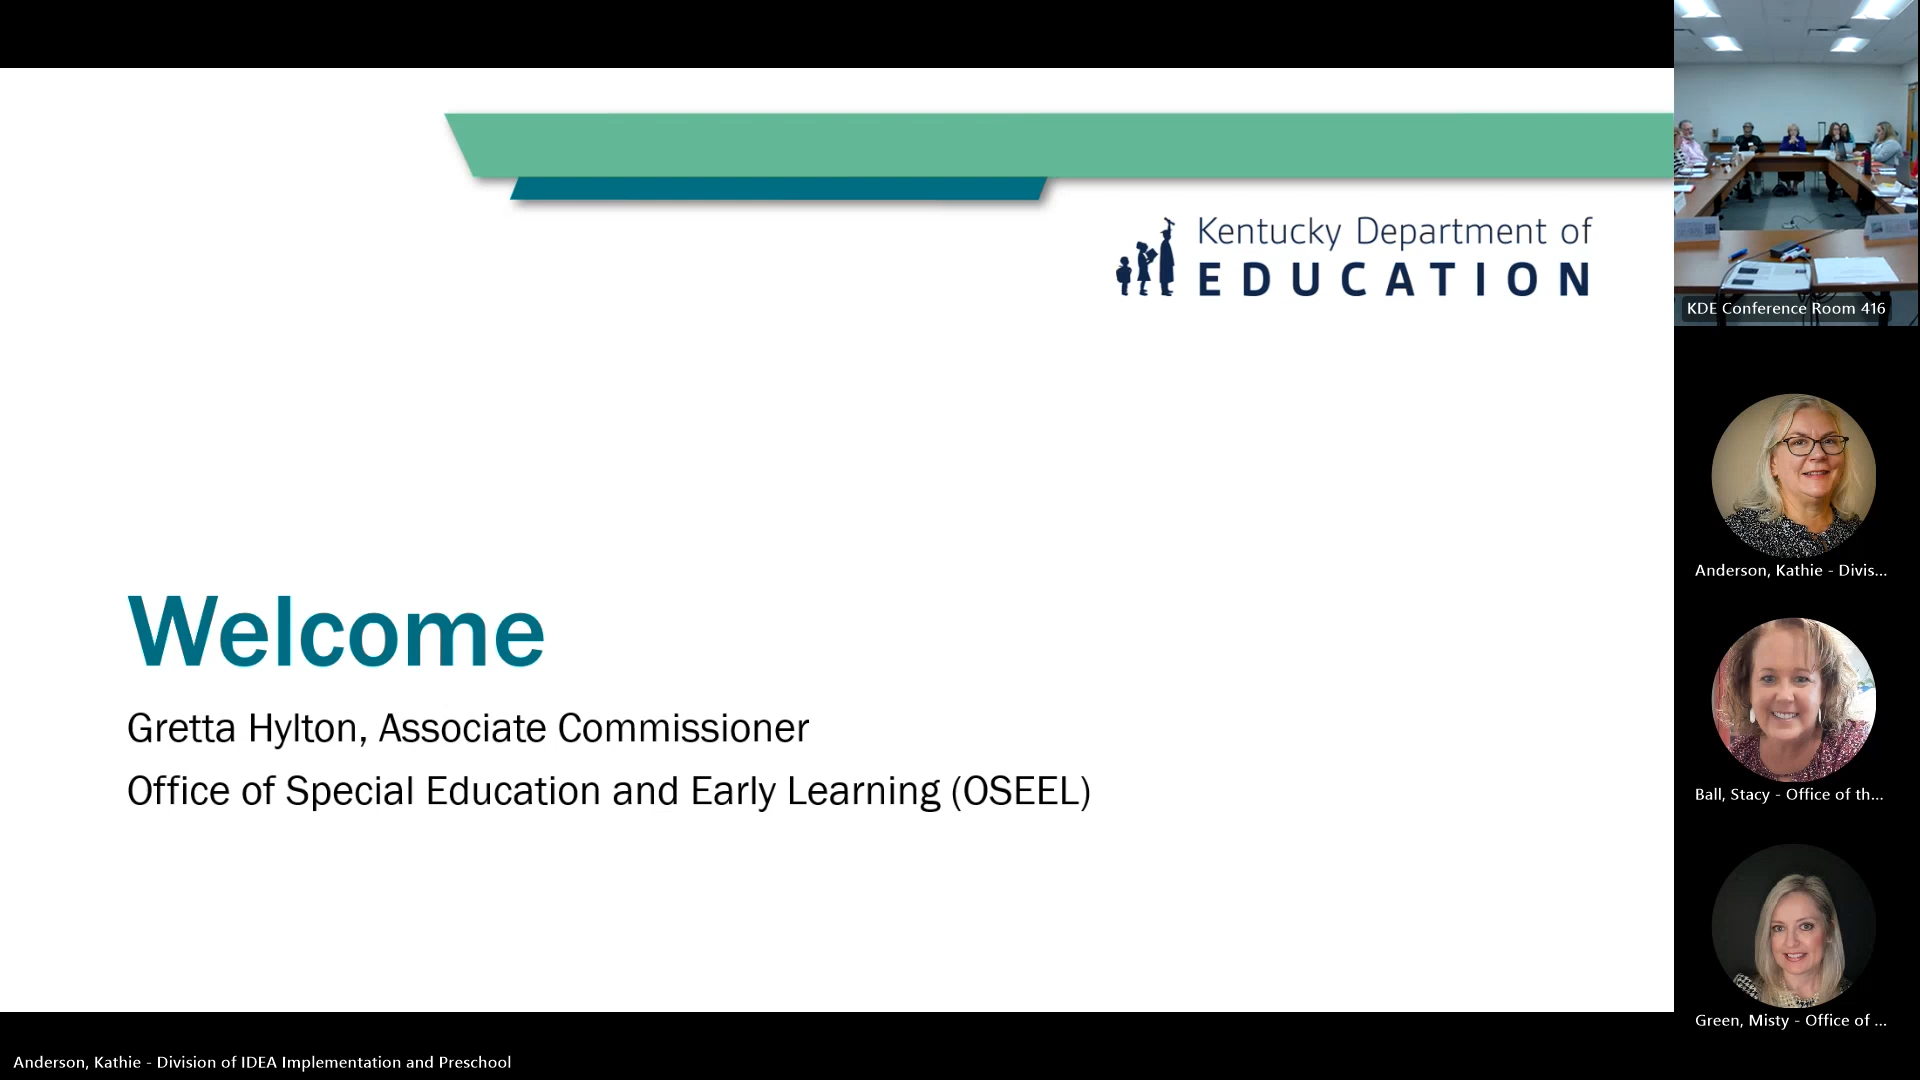 Kentucky Department of
EDUCATION
Welcome
Gretta Hylton, Associate Commissioner
Office of Special Education and Early Learning (OSEEL)
KDE Conference Room 416
Anderson, Kathie - Divis...
Ball, Stacy - Office of th...
Green, Misty - Office of ...
Anderson, Kathie - Division of IDEA Implementation and Preschool